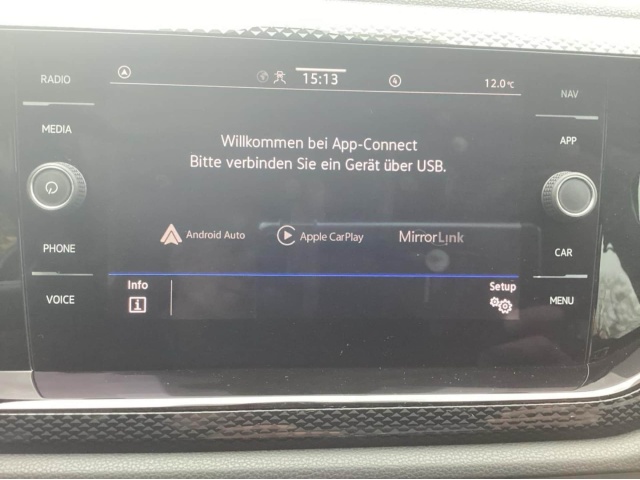 RADIO
15:13
4
12.0 °C
NAV
MEDIA
APP
Willkommen bei App-Connect
Bitte verbinden Sie ein Gerät über USB.
Android Auto
Apple CarPlay
MirrorLink
PHONE
CAR
Info
Setup
VOICE
MENU